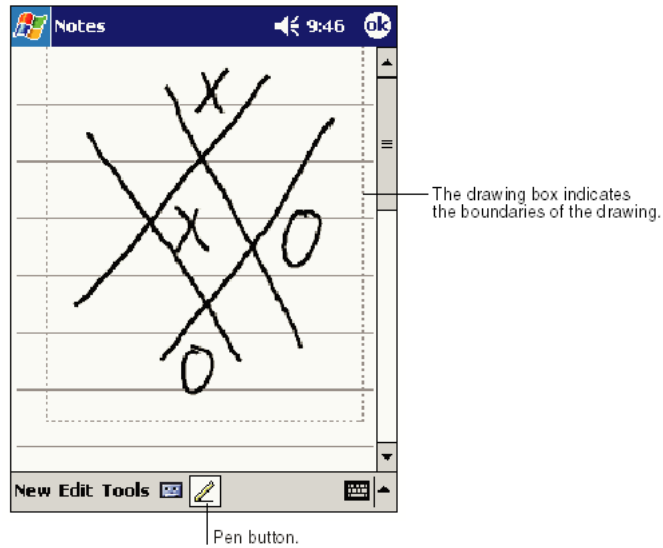 Notes 9:46 ok
X
X
O
O
The drawing box indicates
the boundaries of the drawing.
New Edit Tools
Pen button.